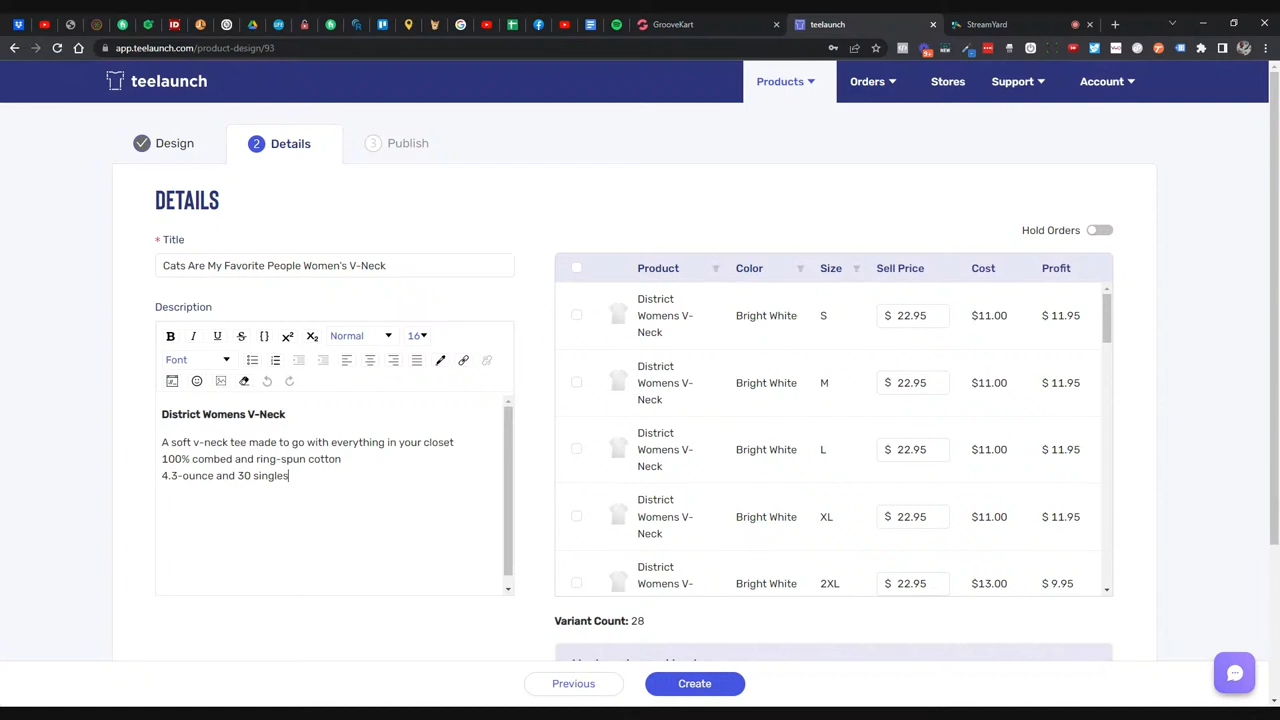 GrooveKart
teelaunch
StreamYard
app.teelaunch.com/product-design/93
9+
NEW
teelaunch
Products
Orders
Stores
Support
Account
Design
2 Details
3 Publish
DETAILS
Hold Orders
* Title
Cats Are My Favorite People Women's V-Neck
Description
B I U S {} X² X₂ Normal 16
Font
District Womens V-Neck
A soft v-neck tee made to go with everything in your closet
100% combed and ring-spun cotton
4.3-ounce and 30 singles
Product Color Size Sell Price Cost Profit
District Womens V-Neck Bright White S $ 22.95 $11.00 $ 11.95
District Womens V-Neck Bright White M $ 22.95 $11.00 $ 11.95
District Womens V-Neck Bright White L $ 22.95 $11.00 $ 11.95
District Womens V-Neck Bright White XL $ 22.95 $11.00 $ 11.95
District Womens V- Bright White 2XL $ 22.95 $13.00 $ 9.95
Variant Count: 28
Previous
Create